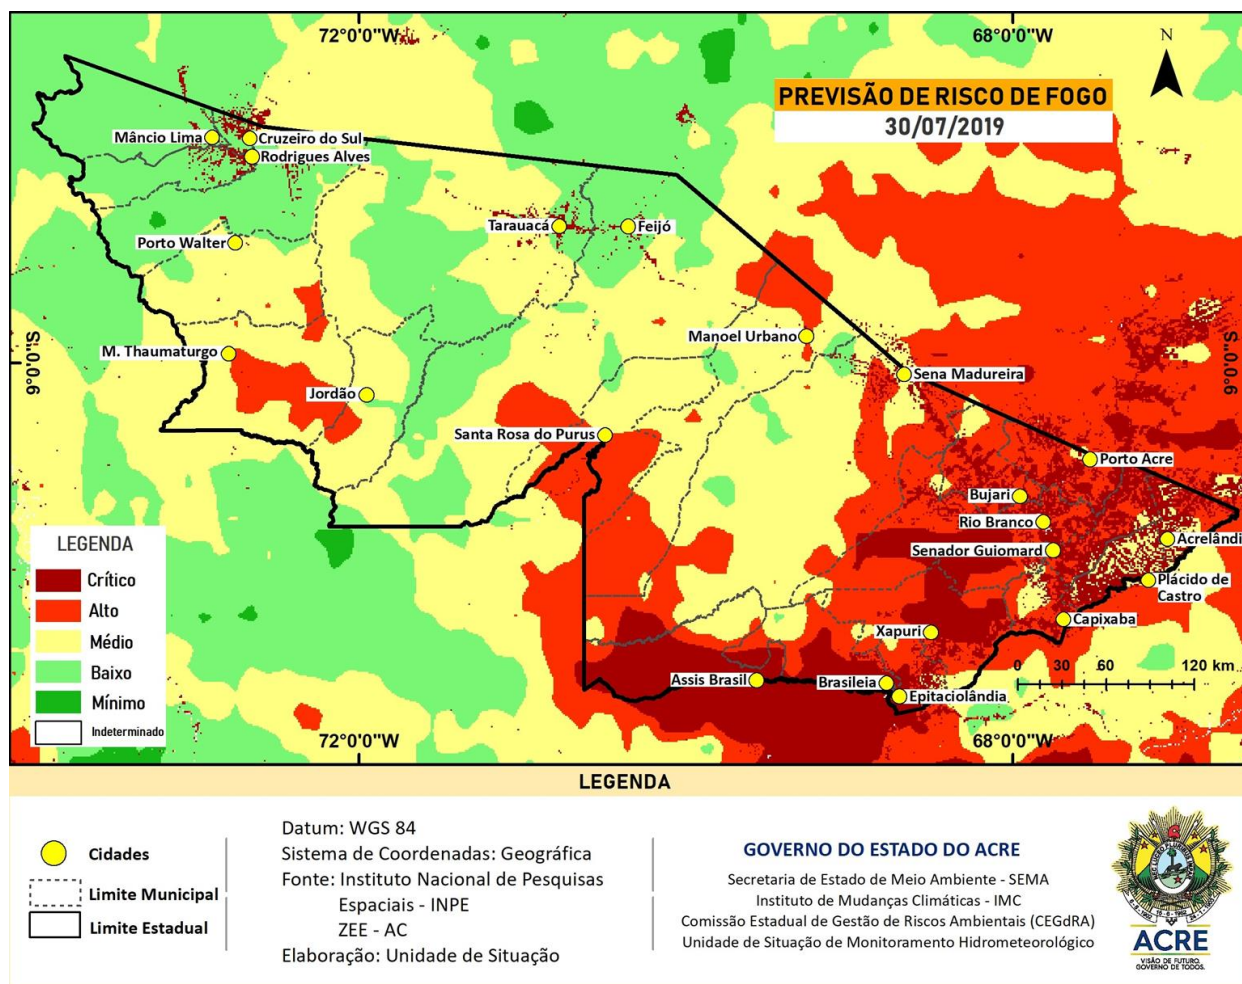 72°0'0"W
68°0'0"W
N
PREVISÃO DE RISCO DE FOGO
30/07/2019
Mâncio Lima
Cruzeiro do Sul
Rodrigues Alves
Tarauacá
Feijó
Porto Walter
Manoel Urbano
9°0'0"S
9°0'0"S
M. Thaumaturgo
Sena Madureira
Jordão
Santa Rosa do Purus
Porto Acre
Bujari
Rio Branco
Acrelândi
Senador Guiomard
Plácido de
Castro
Capixaba
Xapuri
Assis Brasil
Brasileia
Epitaciolândia
0 30 60 120 km
LEGENDA
Crítico
Alto
Médio
Baixo
Mínimo
Indeterminado
72°0'0"W
68°0'0"W
LEGENDA
Cidades
Limite Municipal
Limite Estadual
Datum: WGS 84
Sistema de Coordenadas: Geográfica
Fonte: Instituto Nacional de Pesquisas
Espaciais - INPE
ZEE - AC
Elaboração: Unidade de Situação
GOVERNO DO ESTADO DO ACRE
Secretaria de Estado de Meio Ambiente - SEMA
Instituto de Mudanças Climáticas - IMC
Comissão Estadual de Gestão de Riscos Ambientais (CEGdRA)
Unidade de Situação de Monitoramento Hidrometeorológico
ACRE
VISÃO DE FUTURO.
GOVERNO DE TODOS.